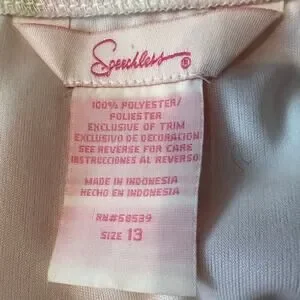 Speechless ®
100% POLYESTER/
POLIESTER
EXCLUSIVE OF TRIM
EXCLUSIVO DE DECORACION
SEE REVERSE FOR CARE
INSTRUCCIONES AL REVERSO
MADE IN INDONESIA
HECHO EN INDONESIA
RN#58539
SIZE 13